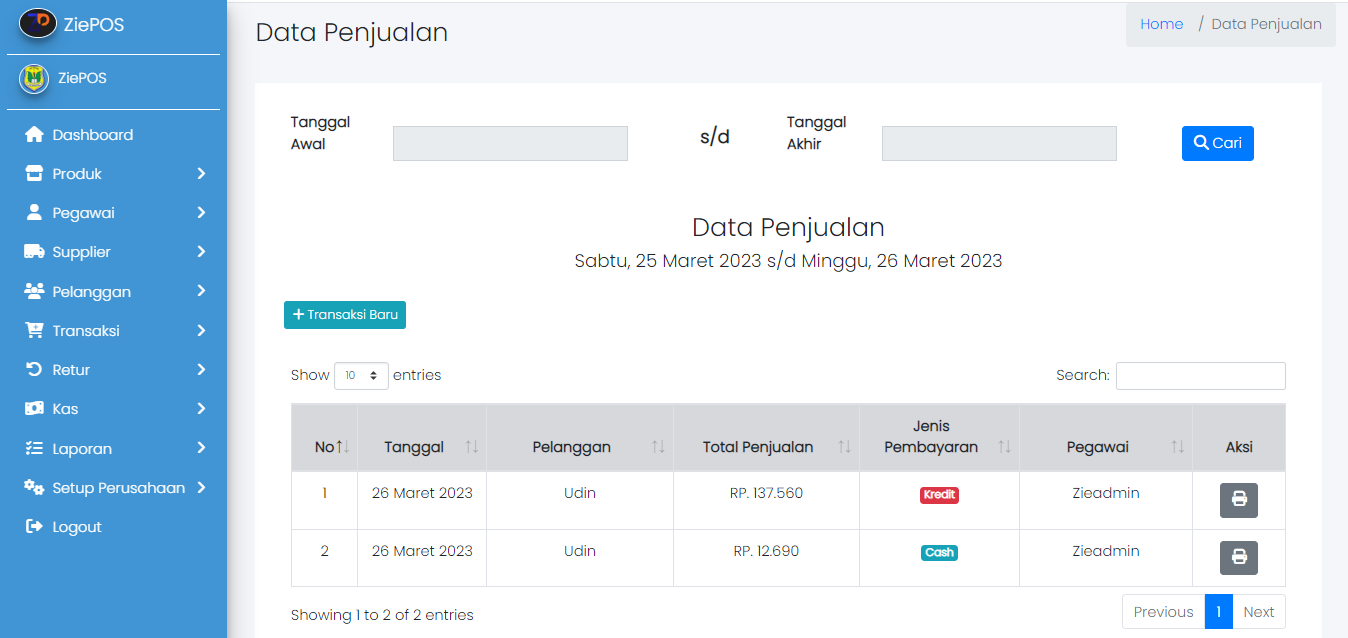 ZiePOS
ZiePOS
Dashboard
Produk
Pegawai
Supplier
Pelanggan
Transaksi
Retur
Kas
Laporan
Setup Perusahaan
Logout
Data Penjualan
Home / Data Penjualan
Tanggal
Awal
s/d
Tanggal
Akhir
Cari
Data Penjualan
Sabtu, 25 Maret 2023 s/d Minggu, 26 Maret 2023
+ Transaksi Baru
Show 10 entries
Search:
No Tanggal Pelanggan Total Penjualan Jenis Pembayaran Pegawai Aksi
1 26 Maret 2023 Udin RP. 137.560 Kredit Zieadmin
2 26 Maret 2023 Udin RP. 12.690 Cash Zieadmin
Showing 1 to 2 of 2 entries
Previous 1 Next